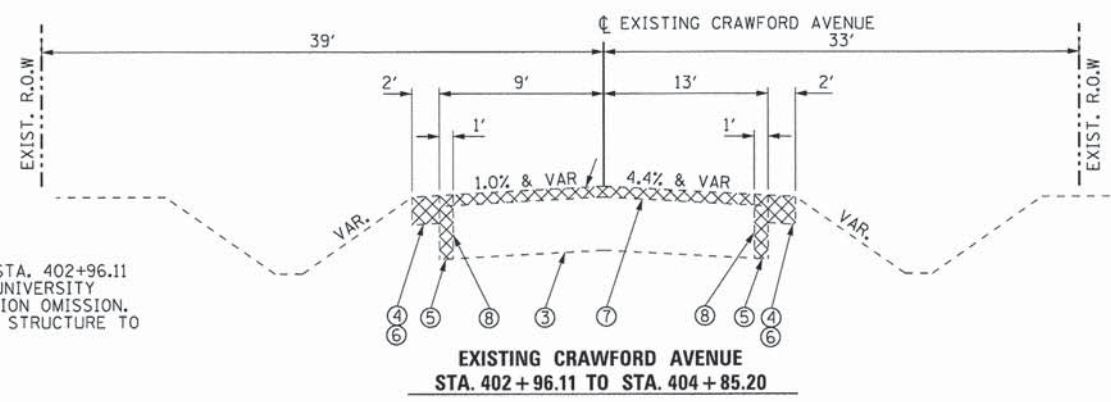 ℄ EXISTING CRAWFORD AVENUE
39'
33'
EXIST. R.O.W
EXIST. R.O.W
2'
9'
13'
2'
1'
1'
1.0% & VAR
4.4% & VAR
VAR.
VAR.
STA. 402+96.11
UNIVERSITY
ION OMISSION.
STRUCTURE TO
4
5
8
3
7
8
5
4
6
6
EXISTING CRAWFORD AVENUE
STA. 402+96.11 TO STA. 404+85.20